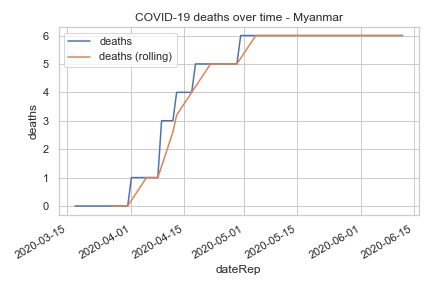 COVID-19 deaths over time - Myanmar
deaths
deaths (rolling)
6
5
4
3
2
1
0
deaths
2020-03-15
2020-04-01
2020-04-15
2020-05-01
2020-05-15
2020-06-01
2020-06-15
dateRep